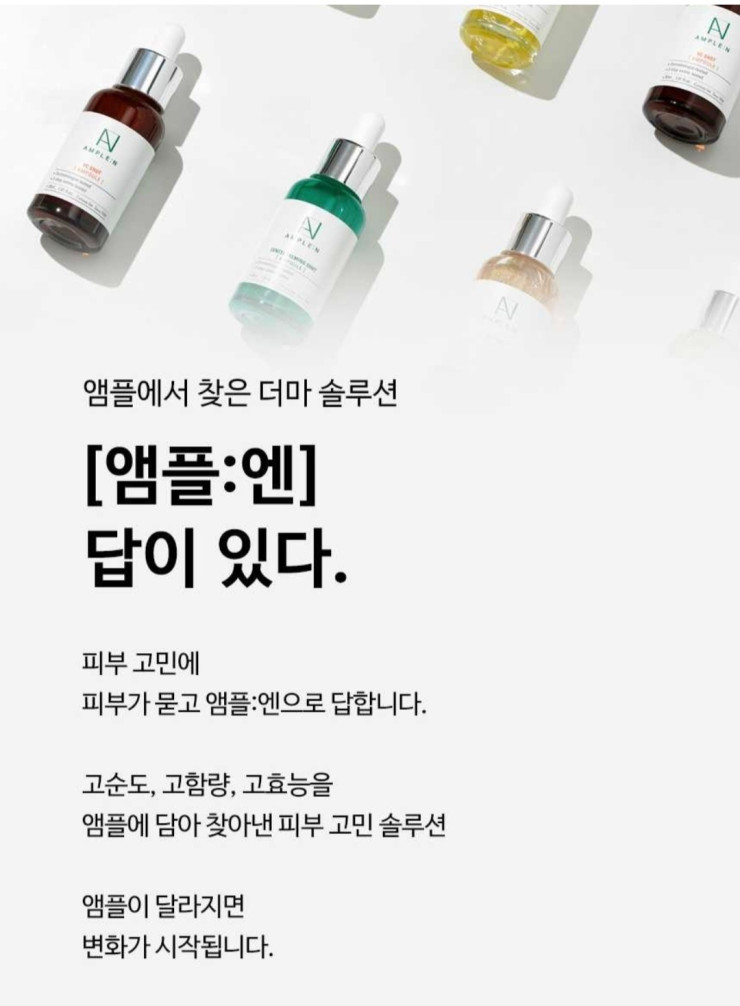 AMPLE:N
AMPLE:N
AMPLE:N
[ AMPOULE ]
앰플에서 찾은 더마 솔루션
[앰플:엔]
답이 있다.
피부 고민에
피부가 묻고 앰플:엔으로 답합니다.
고순도, 고함량, 고효능을
앰플에 담아 찾아낸 피부 고민 솔루션
앰플이 달라지면
변화가 시작됩니다.